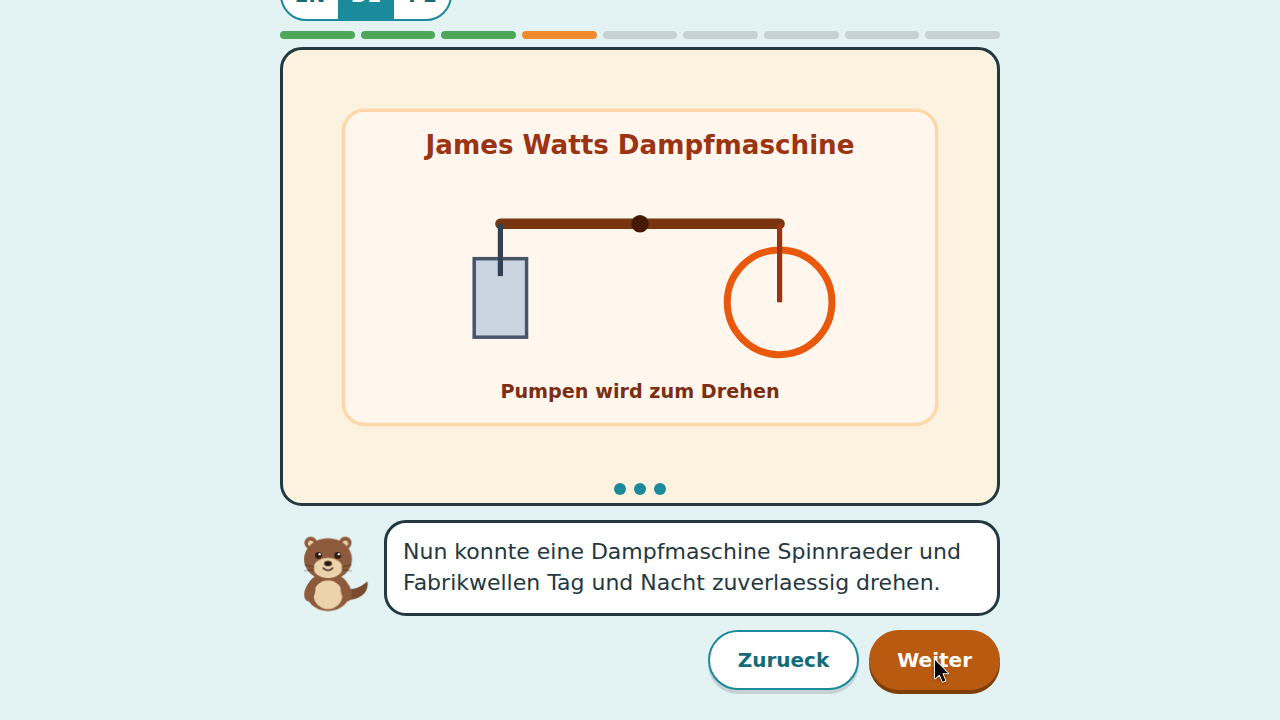 James Watts Dampfmaschine
Pumpen wird zum Drehen
Nun konnte eine Dampfmaschine Spinnraeder und
Fabrikwellen Tag und Nacht zuverlaessig drehen.
Zurueck
Weiter